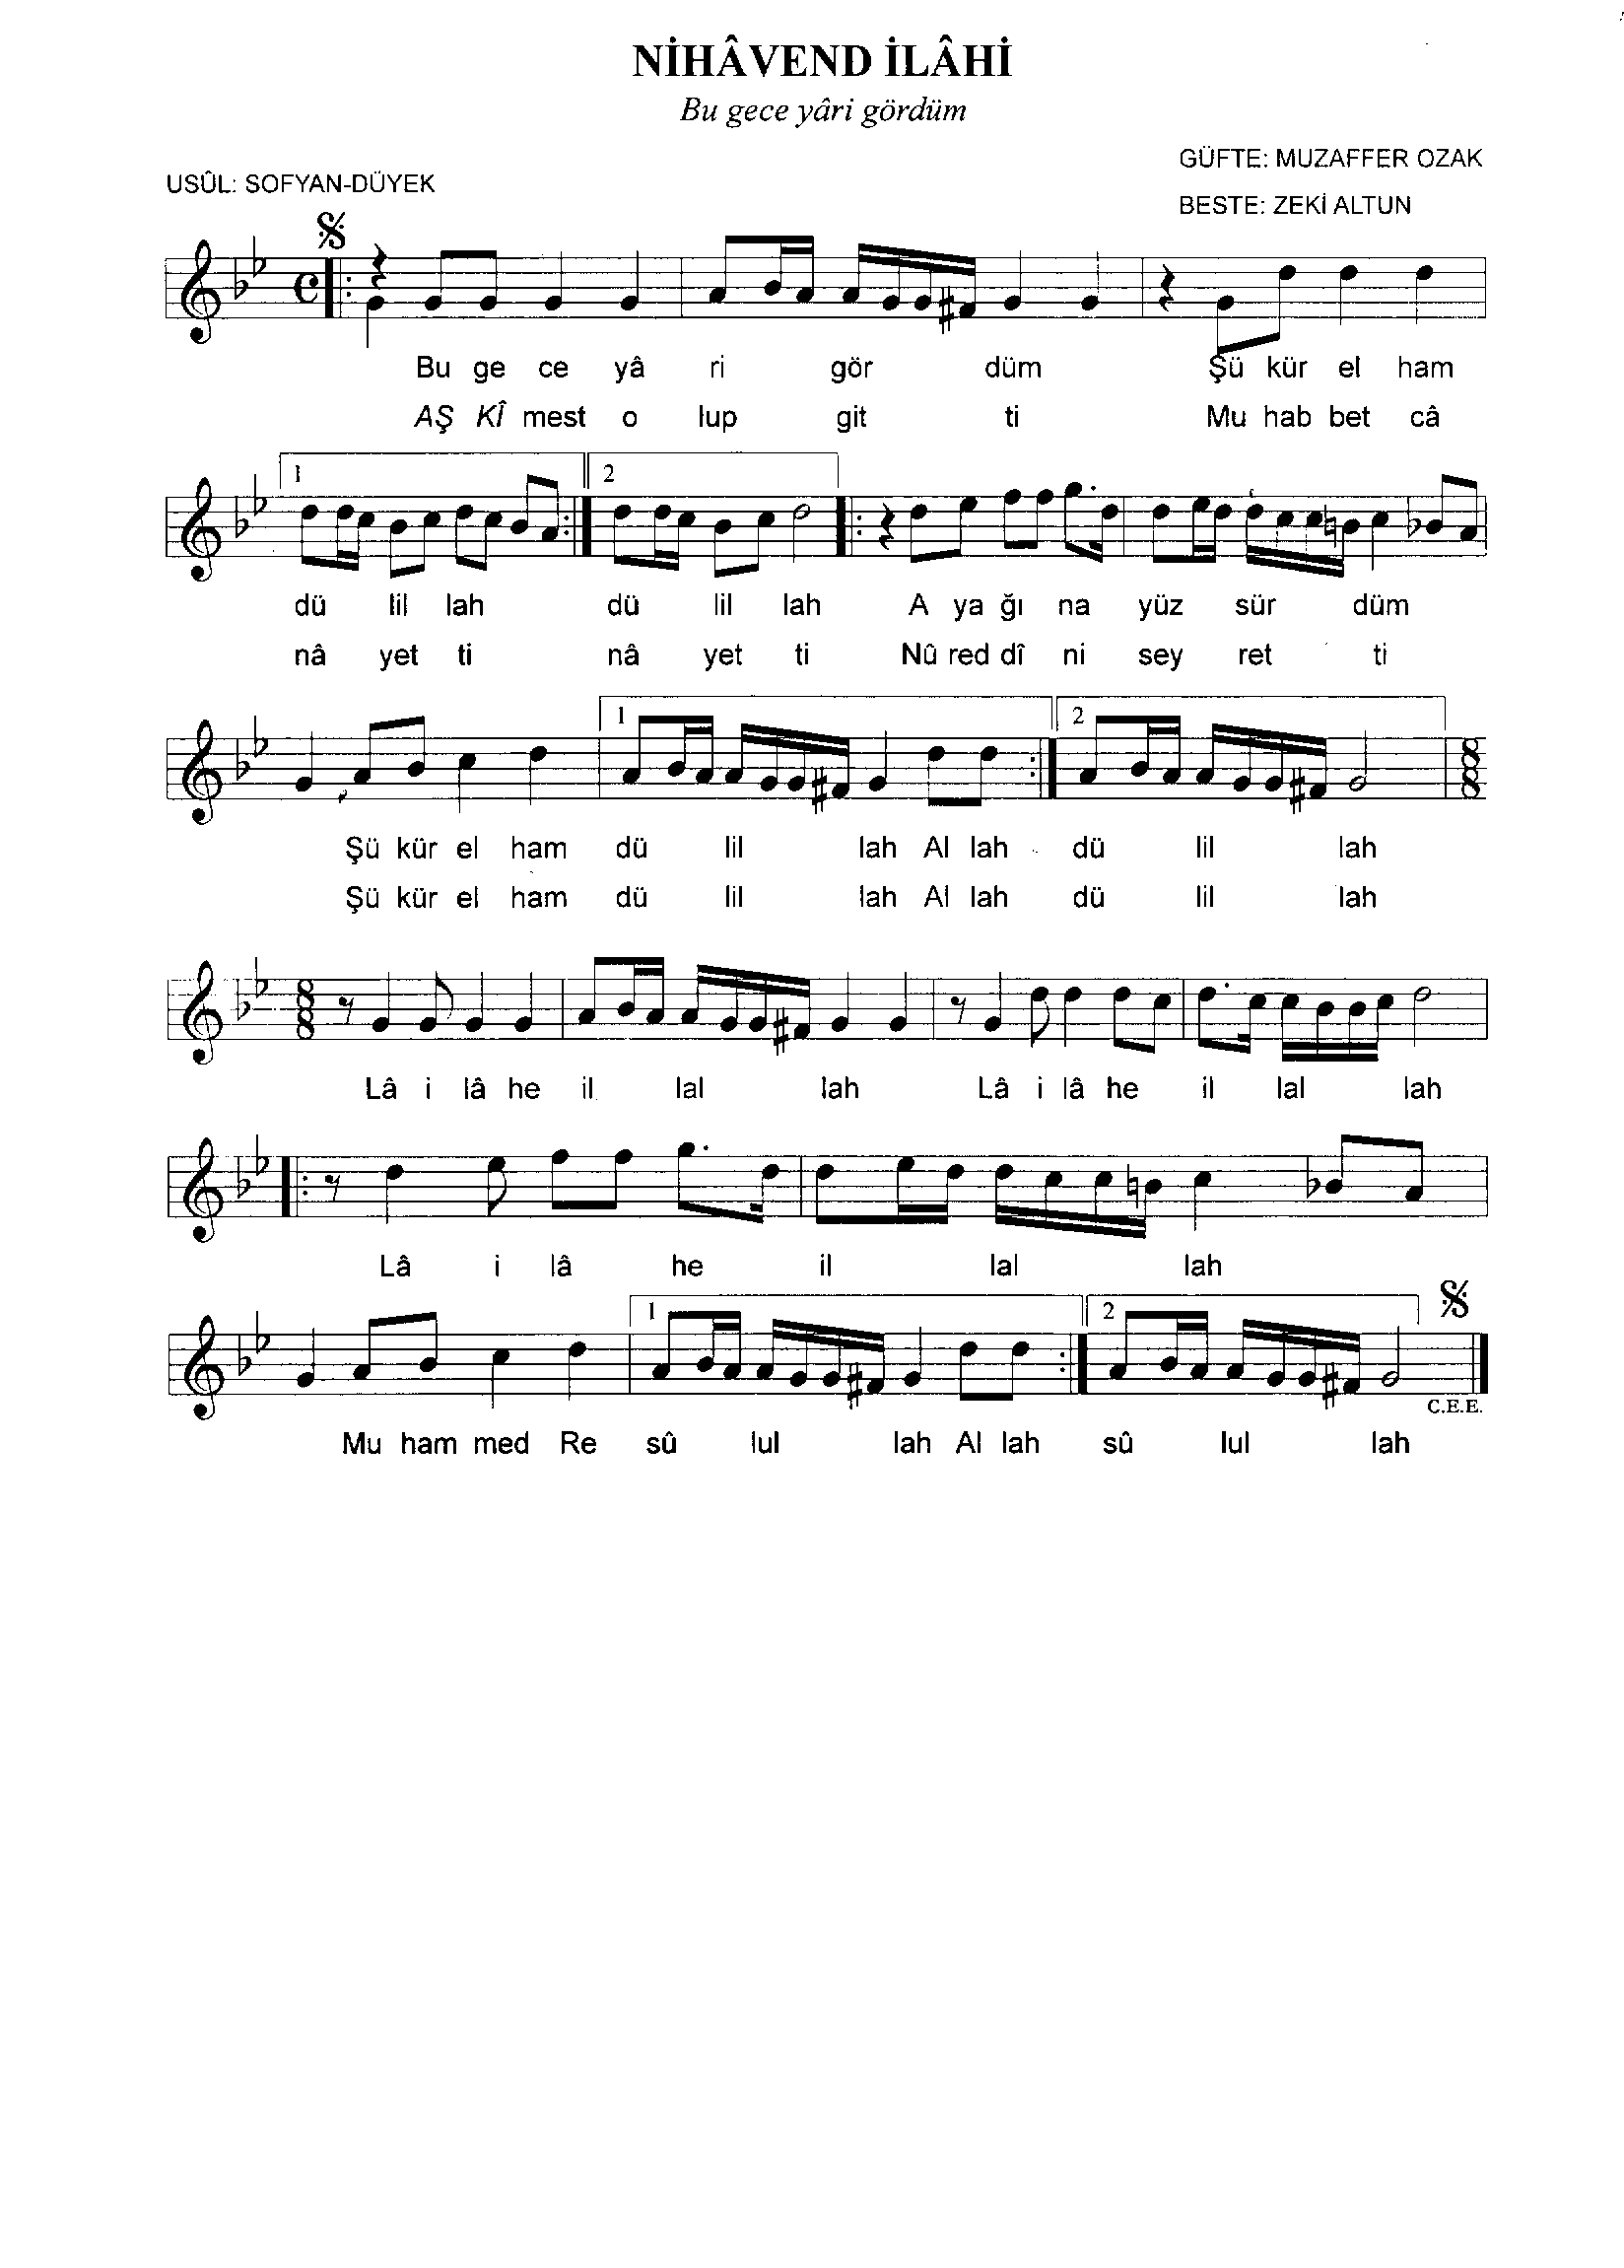 NİHÂVEND İLÂHİ
Bu gece yâri gördüm
GÜFTE: MUZAFFER OZAK
USÛL: SOFYAN-DÜYEK
BESTE: ZEKİ ALTUN
Bu ge ce yâ ri gör düm Şü kür el ham
AŞ KÎ mest o lup git ti Mu hab bet câ
1 2
dü lil lah dü lil lah A ya ğı na yüz sür düm
nâ yet ti nâ yet ti Nû red dî ni sey ret ti
1 2
8 8
Şü kür el ham dü lil lah Al lah dü lil lah
Şü kür el ham dü lil lah Al lah dü lil lah
8 8
Lâ i lâ he il lal lah Lâ i lâ he il lal lah
Lâ i lâ he il lal lah
1 2
C.E.E.
Mu ham med Re sû lul lah Al lah sû lul lah